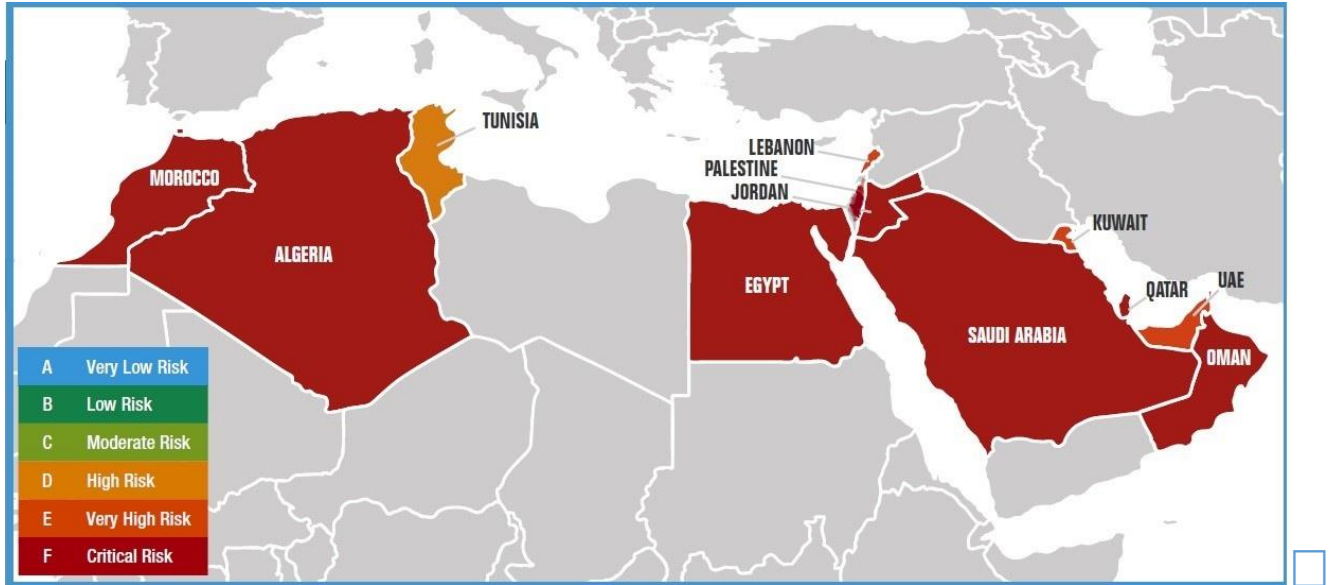 TUNISIA
LEBANON
PALESTINE
MOROCCO
JORDAN
KUWAIT
ALGERIA
EGYPT
QATAR
UAE
SAUDI ARABIA
OMAN
A Very Low Risk
B Low Risk
C Moderate Risk
D High Risk
E Very High Risk
F Critical Risk